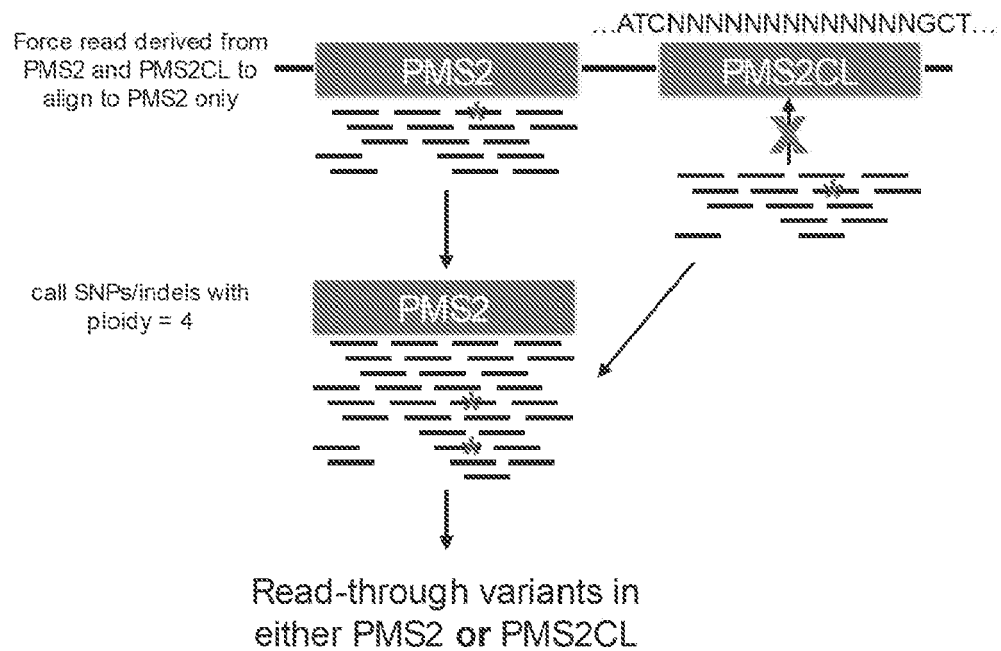 ...ATCNNNNNNNNNNNNNNGCT...
Force read derived from
PMS2 and PMS2CL to
align to PMS2 only
PMS2
PMS2CL
call SNPs/indels with
ploidy = 4
PMS2
Read-through variants in
either PMS2 or PMS2CL